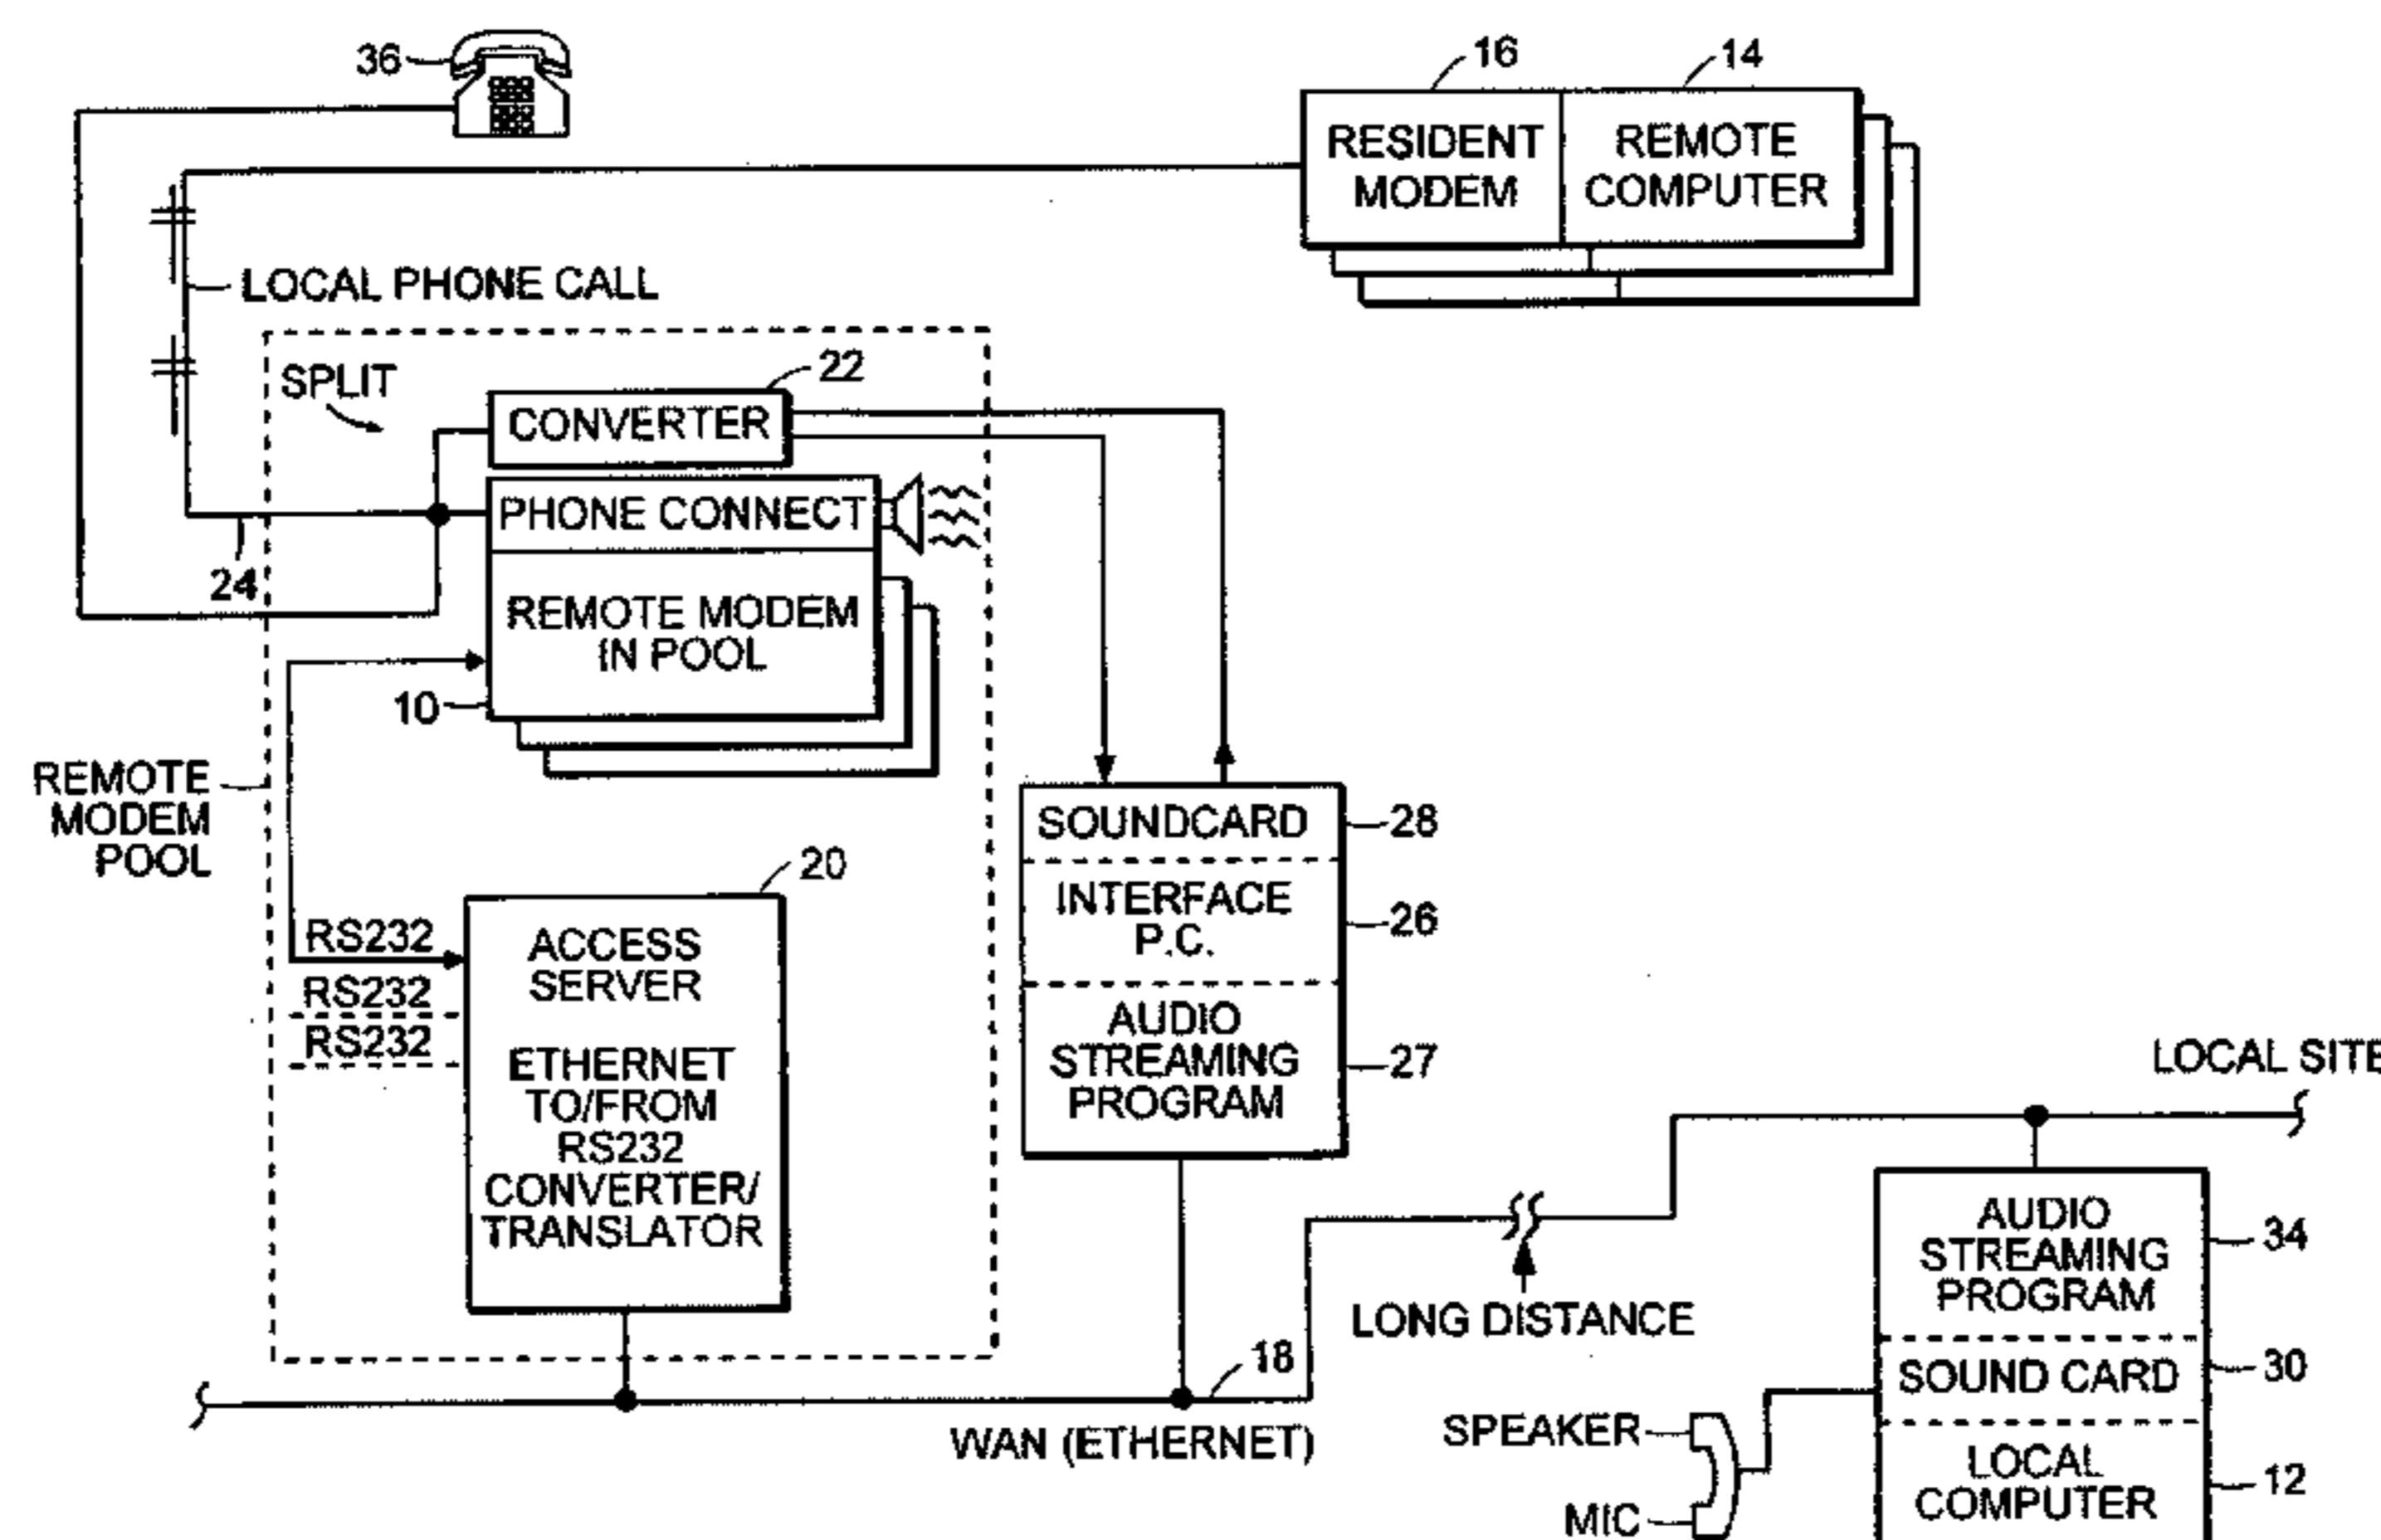 36
16
14
RESIDENT
MODEM
REMOTE
COMPUTER
LOCAL PHONE CALL
SPLIT
22
CONVERTER
PHONE CONNECT
24
REMOTE MODEM
IN POOL
10
REMOTE
MODEM
POOL
20
RS232
RS232
RS232
ACCESS
SERVER
ETHERNET
TO/FROM
RS232
CONVERTER/
TRANSLATOR
SOUNDCARD
28
INTERFACE
P.C.
26
AUDIO
STREAMING
PROGRAM
27
LOCAL SITE
LONG DISTANCE
18
WAN (ETHERNET)
AUDIO
STREAMING
PROGRAM
34
SOUND CARD
30
SPEAKER
MIC
LOCAL
COMPUTER
12